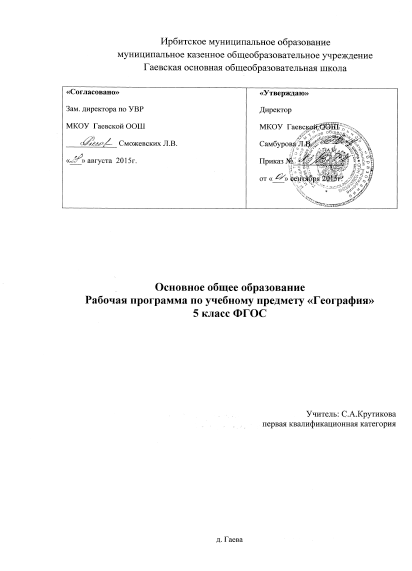 Ирбитское муниципальное образование
муниципальное казенное общеобразовательное учреждение
Гаевская основная общеобразовательная школа
«Согласовано»
Зам. директора по УВР
МКОУ Гаевской ООШ
Сможевских Л.В.
« » августа 2015г.
«Утверждаю»
Директор
МКОУ Гаевской ООШ
Самбурова Л.В.
Приказ №
от « » сентября 2015г.
Основное общее образование
Рабочая программа по учебному предмету «География»
5 класс ФГОС
Учитель: С.А.Крутикова
первая квалификационная категория
д. Гаева